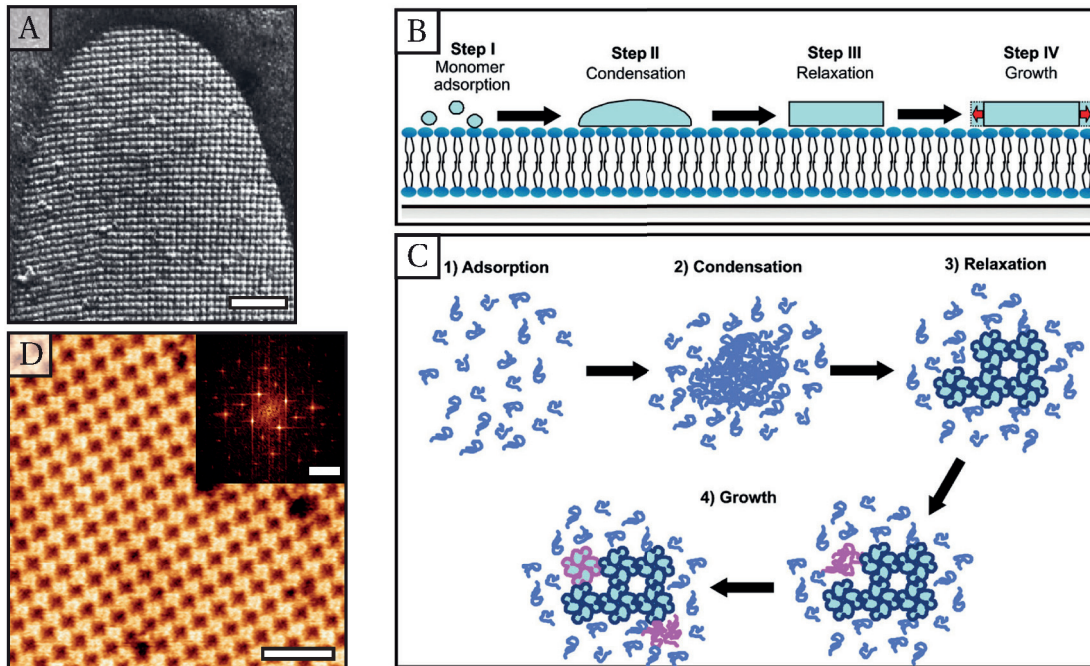 A
B
Step I
Monomer
adsorption
Step II
Condensation
Step III
Relaxation
Step IV
Growth
C
1) Adsorption
2) Condensation
3) Relaxation
4) Growth
D